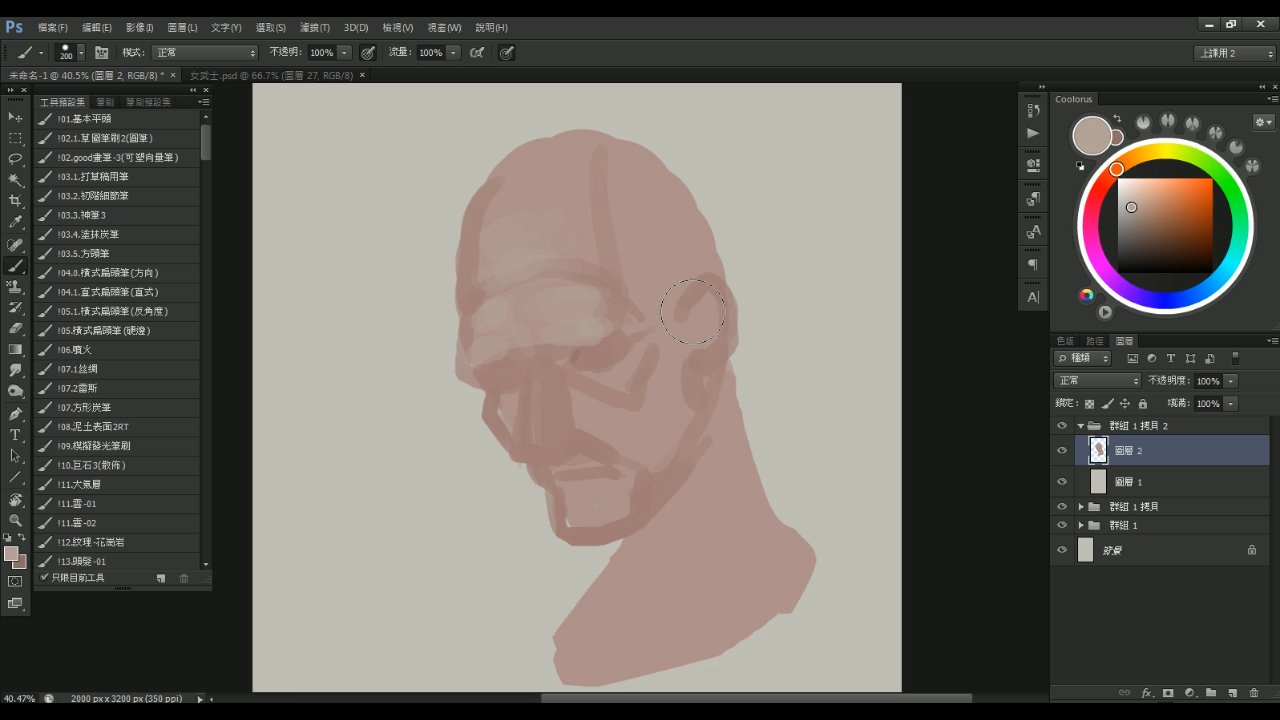 Ps 檔案(F) 編輯(E) 影像(I) 圖層(L) 文字(Y) 選取(S) 濾鏡(T) 3D(D) 檢視(V) 視窗(W) 說明(H)
200 模式: 正常 不透明: 100% 流量: 100% 上課用 2
未命名-1 @ 40.5% (圖層 2, RGB/8) * × 女武士.psd @ 66.7% (圖層 27, RGB/8) ×
工具預設集 筆刷 筆刷預設集
!01.基本平頭
!02.1.草圖筆刷2(圓筆)
!02.good畫筆-3(可塑向量筆)
!03.1.打草稿用筆
!03.2.初階細節筆
!03.3.神筆3
!03.4.塗抹炭筆
!03.5.方頭筆
!04.0.橫式扁頭筆(方向)
!04.1.直式扁頭筆(直式)
!05.1.橫式扁頭筆(反角度)
!05.橫式扁頭筆(硬邊)
!06.噴火
!07.1絲綢
!07.2雷斯
!07.方形炭筆
!08.泥土表面2RT
!09.模擬發光筆刷
!10.巨石3(散佈)
!11.大氣層
!11.雲-01
!11.雲-02
!12.紋理-花崗岩
!13.頭髮-01
只限目前工具
Coolorus
色版 路徑 圖層
種類
正常 不透明度: 100%
鎖定: 填滿: 100%
群組 1 拷貝 2
圖層 2
圖層 1
群組 1 拷貝
群組 1
背景
40.47% 2000 px x 3200 px (350 ppi)